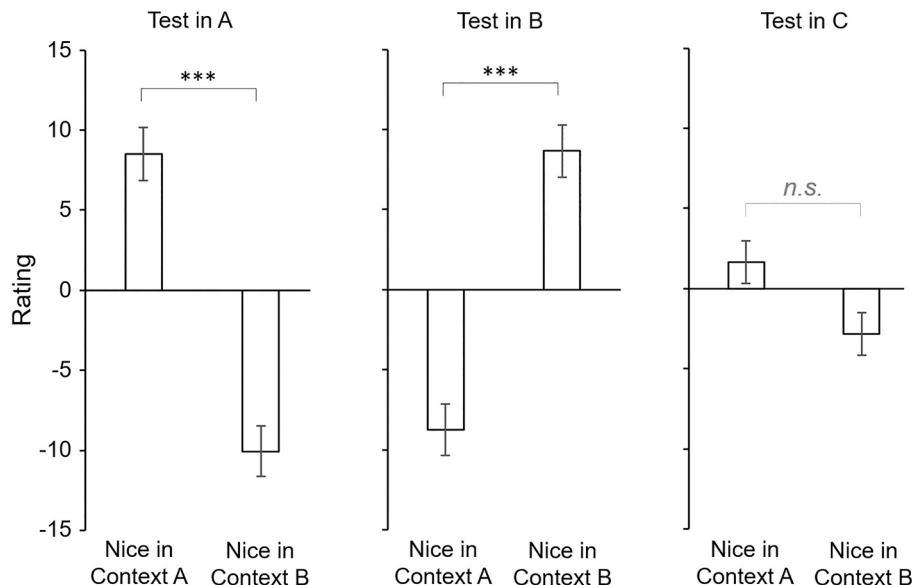 Test in A
Test in B
Test in C
15
10
5
0
-5
-10
-15
Rating
***
***
n.s.
Nice in
Context A
Nice in
Context B
Nice in
Context A
Nice in
Context B
Nice in
Context A
Nice in
Context B